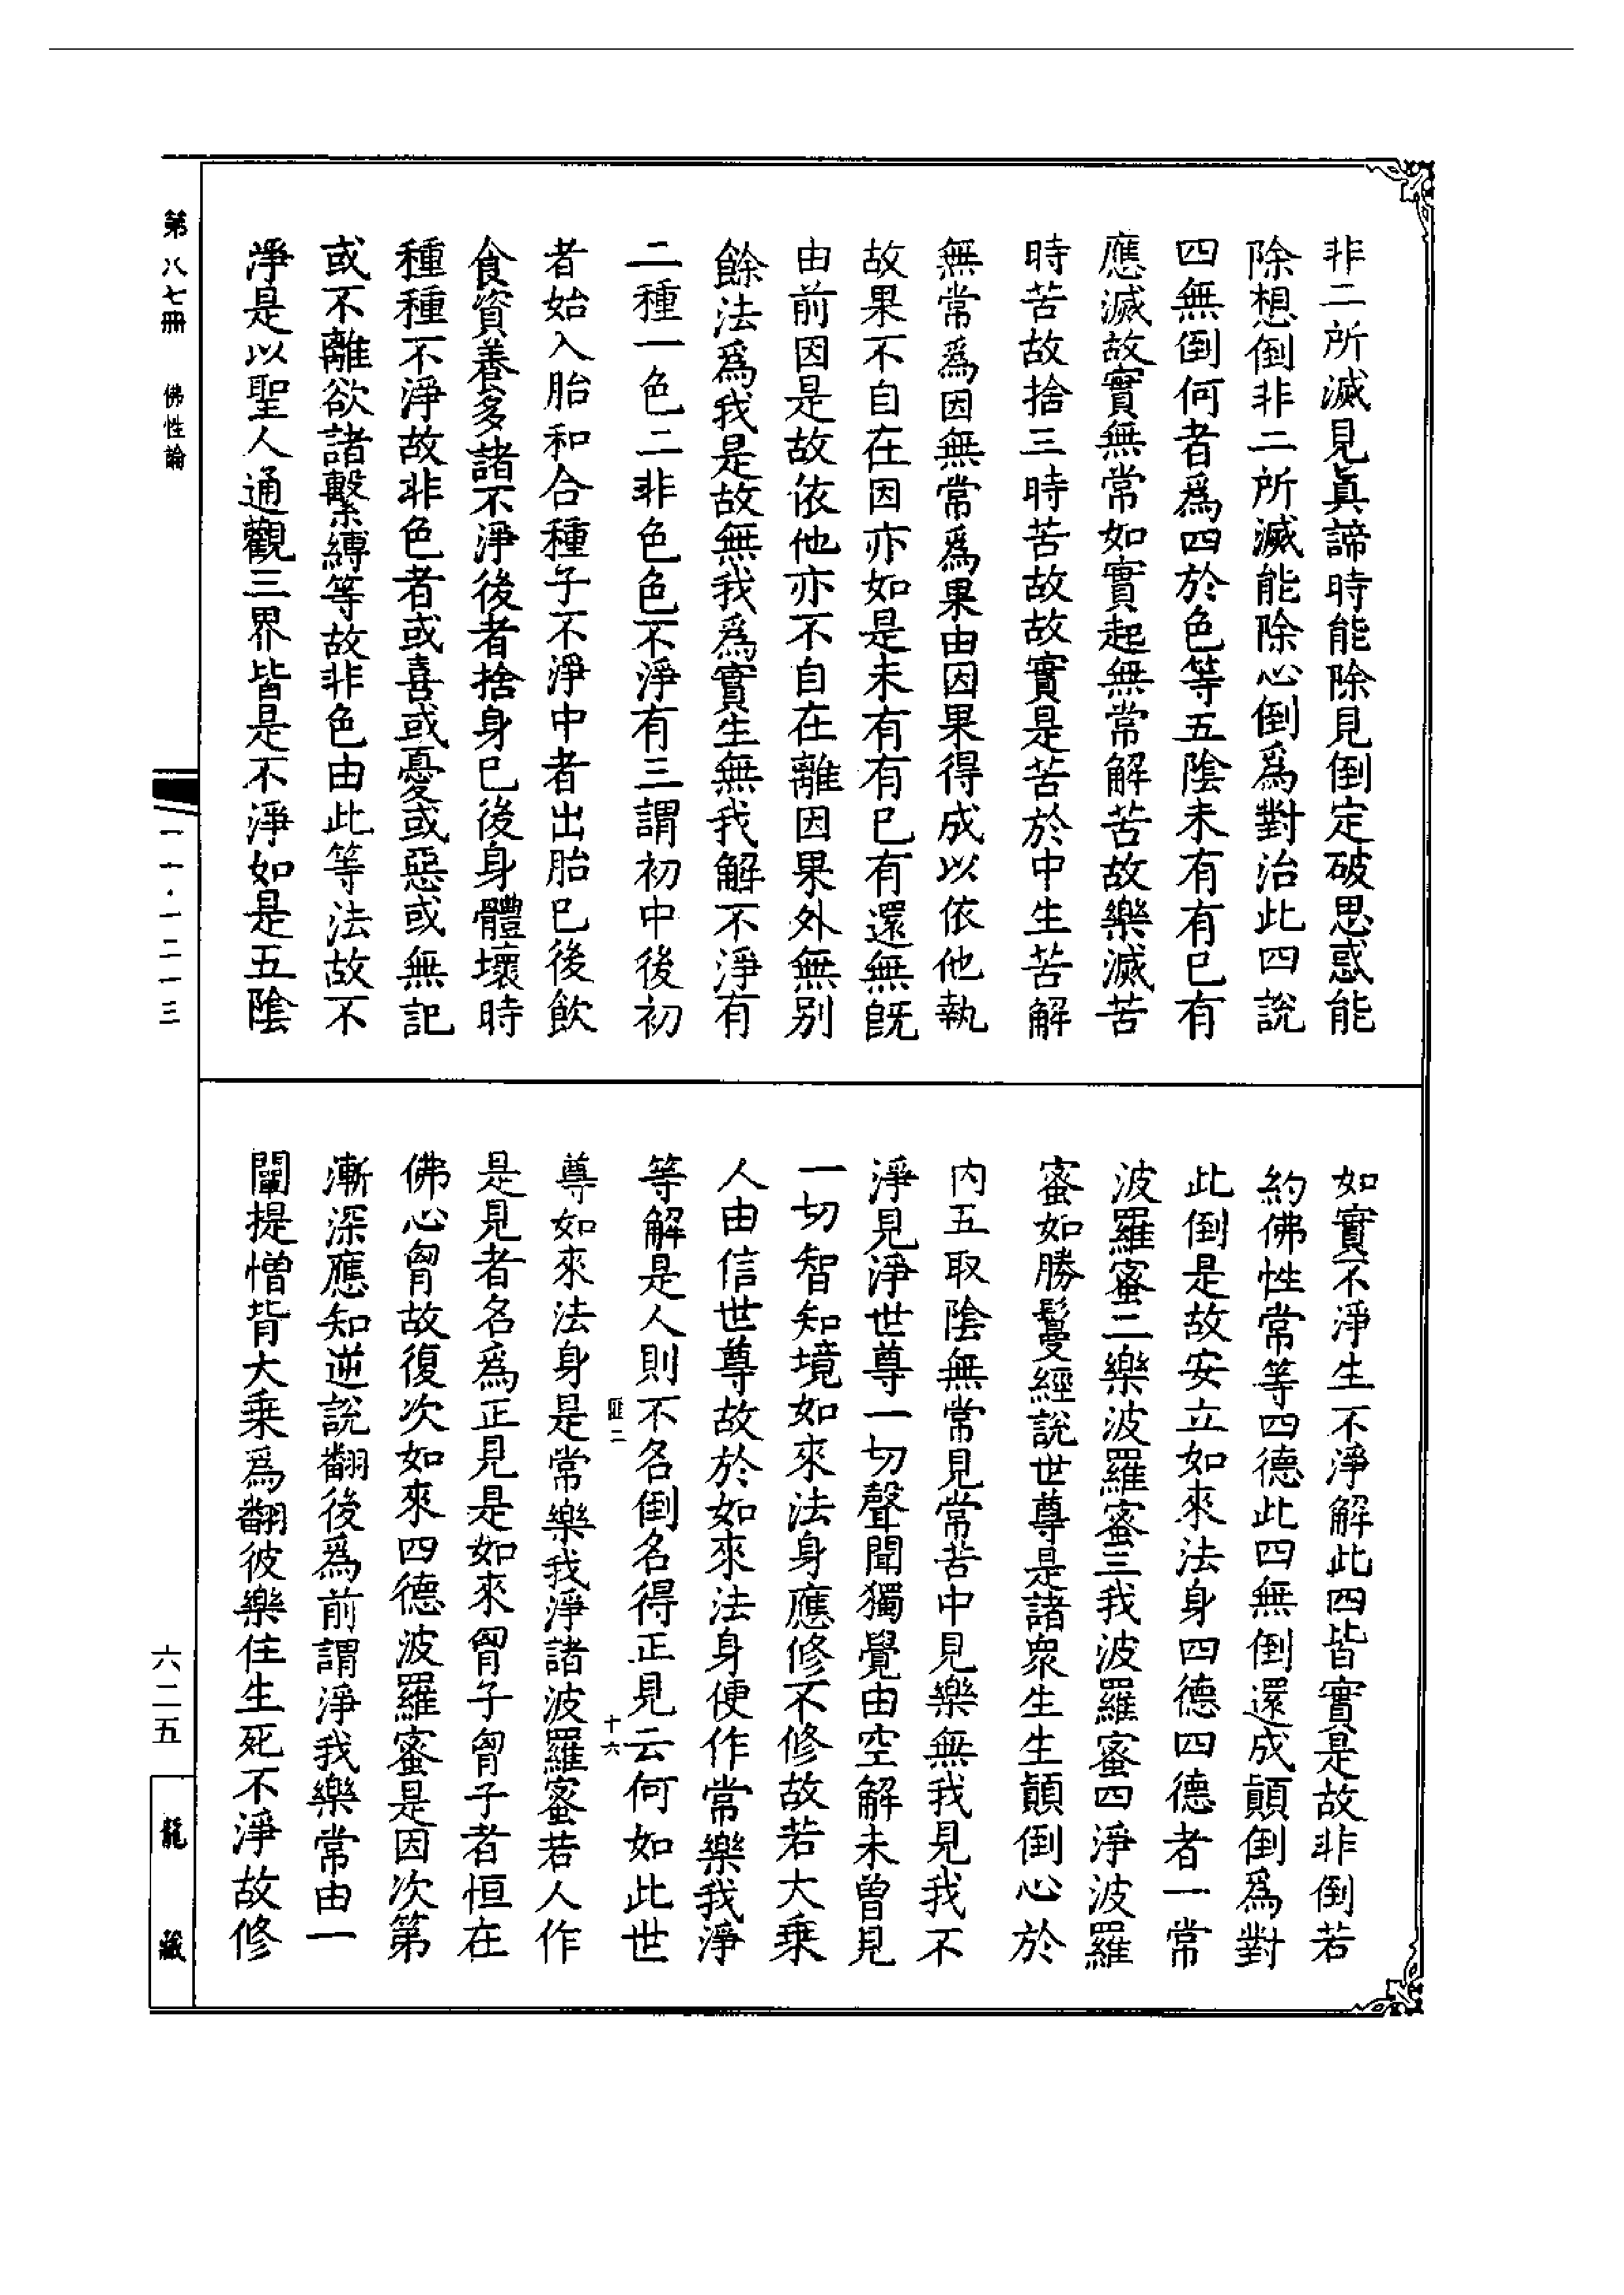 非二所滅見真諦時能除見倒定破思惑能
除想倒非二所滅能除心倒爲對治此四說
四無倒何者爲四於色等五陰未有有已有
應滅故實無常如實起無常解苦故樂滅苦
時苦故捨三時苦故故實是苦於中生苦解
無常爲因無常爲果由因果得成以依他執
故果不自在因亦如是未有有已有還無旣
由前因是故依他亦不自在離因果外無別
餘法爲我是故無我爲實生無我解不淨有
二種一色二非色色不淨有三謂初中後初
者始入胎和合種子不淨中者出胎已後飲
食資養多諸不淨後者捨身已後身體壞時
種種不淨故非色者或喜或憂或惡或無記
或不離欲諸繫縛等故非色由此等法故不
淨是以聖人通觀三界皆是不淨如是五陰
如實不淨生不淨解此四皆實是故非倒若
約佛性常等四德此四無倒還成顛倒爲對
此倒是故安立如來法身四德四德者一常
波羅蜜二樂波羅蜜三我波羅蜜四淨波羅
蜜如勝鬘經說世尊是諸衆生生顛倒心於
内五取陰無常見常苦中見樂無我見我不
淨見淨世尊一切聲聞獨覺由空解未曾見
一切智知境如來法身應修不修故若大乘
人由信世尊故於如來法身便作常樂我淨
等解是人則不名倒名得正見云何如此世
匪二 十六
尊如來法身是常樂我淨諸波羅蜜若人作
是見者名爲正見是如來胷子胷子者恒在
佛心胷故復次如來四德波羅蜜是因次第
漸深應知逆說翻後爲前謂淨我樂常由一
闡提憎背大乘爲翻彼樂住生死不淨故修
第八七冊 佛性論
一一·一二一三
六二五
龍藏